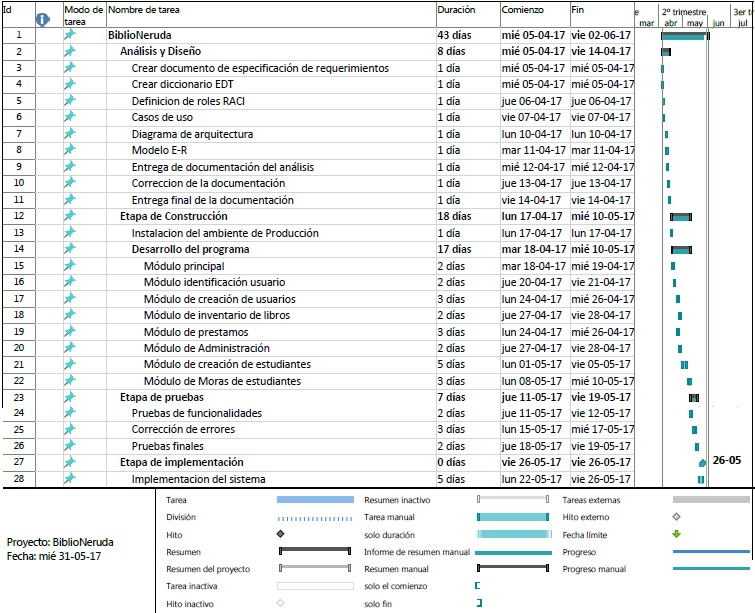 Id Modo de tarea Nombre de tarea Duración Comienzo Fin e 2º trimestre 3er tr
mar abr may jun jul
1 BiblioNeruda 43 días mié 05-04-17 vie 02-06-17
2 Análisis y Diseño 8 días mié 05-04-17 vie 14-04-17
3 Crear documento de especificación de requerimientos 1 día mié 05-04-17 mié 05-04-17
4 Crear diccionario EDT 1 día mié 05-04-17 mié 05-04-17
5 Definicion de roles RACI 1 día jue 06-04-17 jue 06-04-17
6 Casos de uso 1 día vie 07-04-17 vie 07-04-17
7 Diagrama de arquitectura 1 día lun 10-04-17 lun 10-04-17
8 Modelo E-R 1 día mar 11-04-17 mar 11-04-17
9 Entrega de documentación del análisis 1 día mié 12-04-17 mié 12-04-17
10 Correccion de la documentación 1 día jue 13-04-17 jue 13-04-17
11 Entrega final de la documentación 1 día vie 14-04-17 vie 14-04-17
12 Etapa de Construcción 18 días lun 17-04-17 mié 10-05-17
13 Instalacion del ambiente de Producción 1 día lun 17-04-17 lun 17-04-17
14 Desarrollo del programa 17 días mar 18-04-17 mié 10-05-17
15 Módulo principal 2 días mar 18-04-17 mié 19-04-17
16 Módulo identificación usuario 2 días jue 20-04-17 vie 21-04-17
17 Módulo de creación de usuarios 3 días lun 24-04-17 mié 26-04-17
18 Módulo de inventario de libros 2 días jue 27-04-17 vie 28-04-17
19 Módulo de prestamos 3 días lun 24-04-17 mié 26-04-17
20 Módulo de Administración 2 días jue 27-04-17 vie 28-04-17
21 Módulo de creación de estudiantes 5 días lun 01-05-17 vie 05-05-17
22 Módulo de Moras de estudiantes 3 días lun 08-05-17 mié 10-05-17
23 Etapa de pruebas 7 días jue 11-05-17 vie 19-05-17
24 Pruebas de funcionalidades 2 días jue 11-05-17 vie 12-05-17
25 Corrección de errores 3 días lun 15-05-17 mié 17-05-17
26 Pruebas finales 2 días jue 18-05-17 vie 19-05-17
27 Etapa de implementación 0 días vie 26-05-17 vie 26-05-17 26-05
28 Implementacion del sistema 5 días lun 22-05-17 vie 26-05-17
Proyecto: BiblioNeruda
Fecha: mié 31-05-17
Tarea
División
Hito
Resumen
Resumen del proyecto
Tarea inactiva
Hito inactivo
Resumen inactivo
Tarea manual
solo duración
Informe de resumen manual
Resumen manual
solo el comienzo
solo fin
Tareas externas
Hito externo
Fecha límite
Progreso
Progreso manual